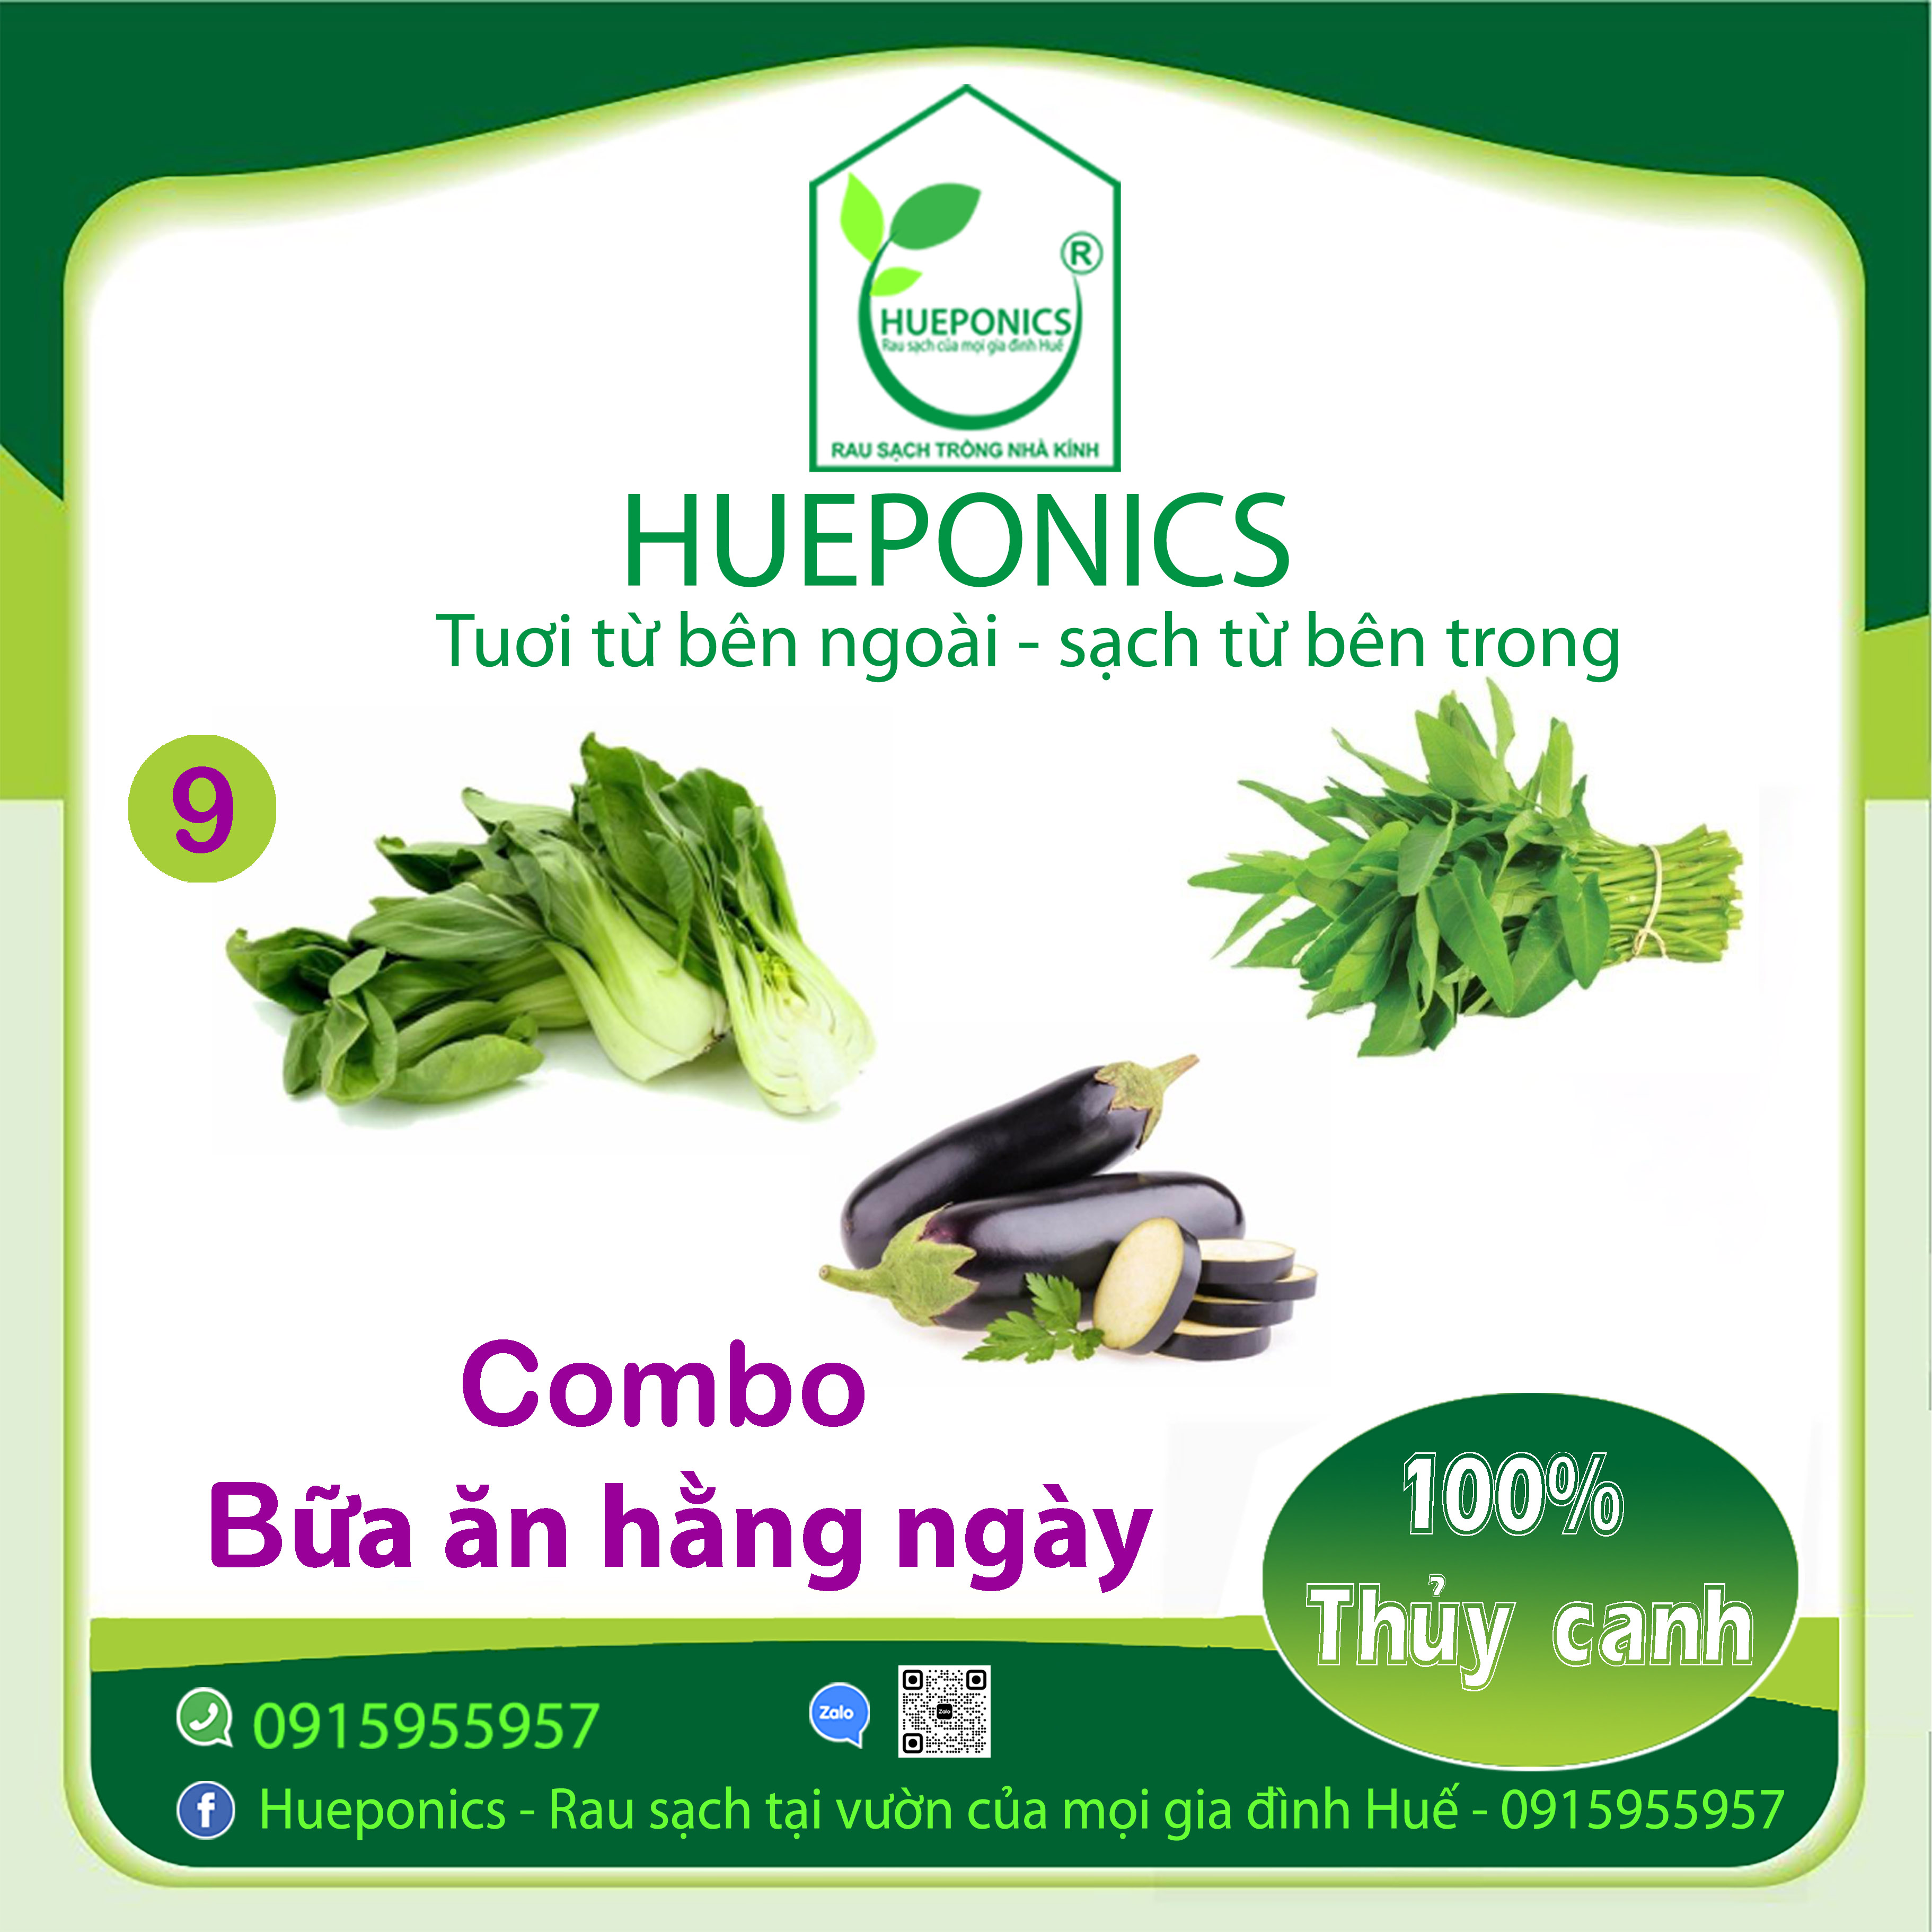 ®
HUEPONICS
Rau sạch của mọi gia đình Huế
RAU SẠCH TRỒNG NHÀ KÍNH
HUEPONICS
Tươi từ bên ngoài - sạch từ bên trong
9
Combo
Bữa ăn hằng ngày
100%
Thủy canh
0915955957
Zalo
Zalo
f Hueponics - Rau sạch tại vườn của mọi gia đình Huế - 0915955957